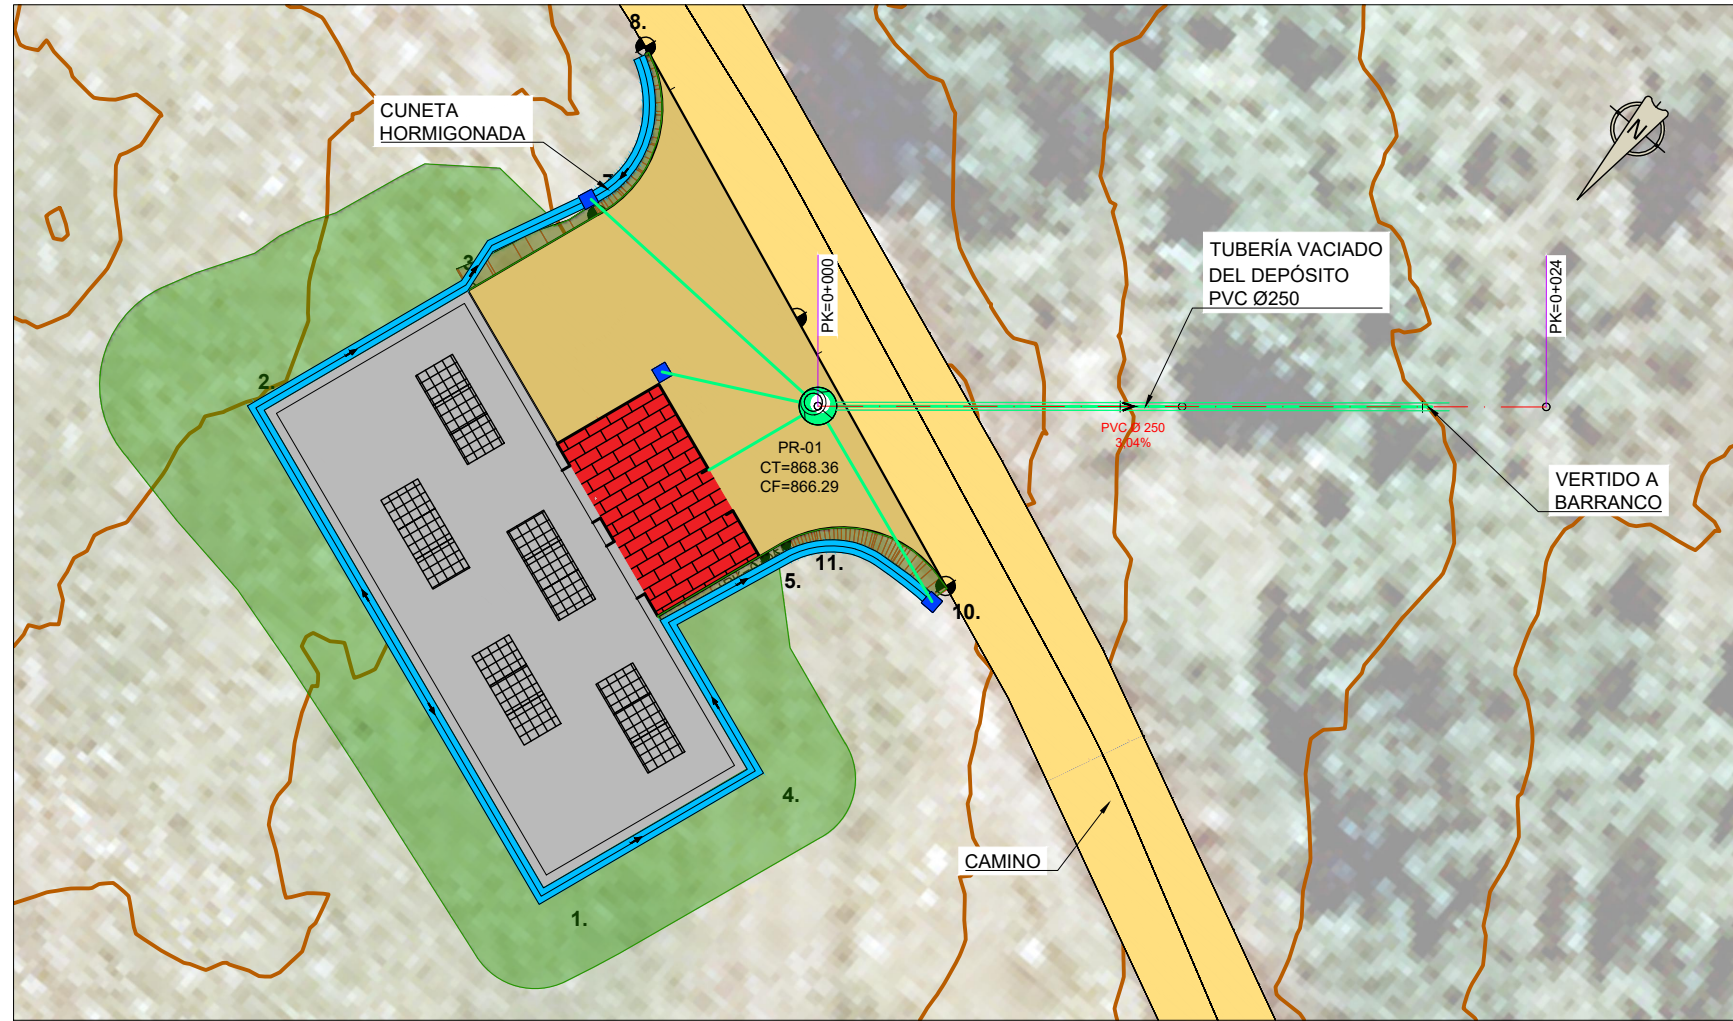 8.
CUNETA
HORMIGONADA
N
7.
3.
TUBERÍA VACIADO
DEL DEPÓSITO
PVC Ø250
PK=0+000
PK=0+024
2.
PVC Ø 250
3,04%
PR-01
CT=868.36
CF=866.29
VERTIDO A
BARRANCO
5.
11.
10.
4.
CAMINO
1.